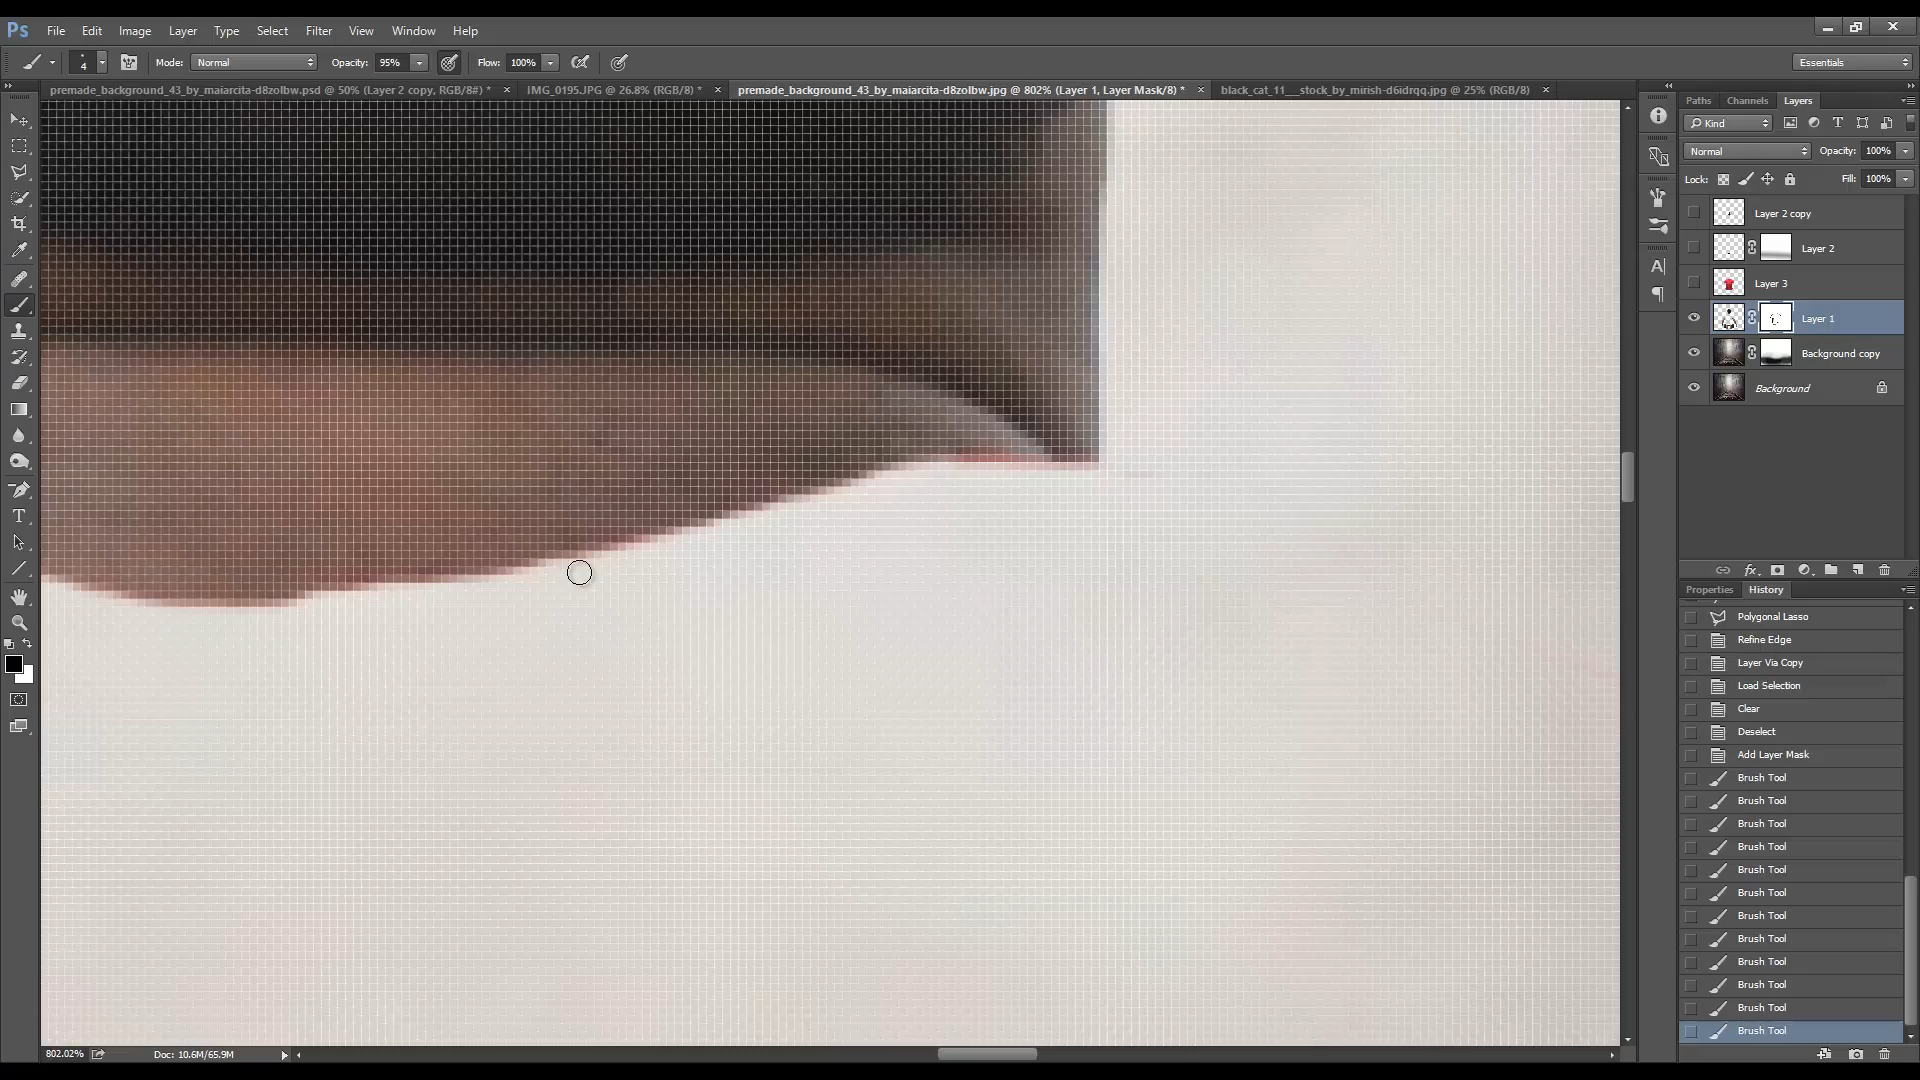 Ps File Edit Image Layer Type Select Filter View Window Help
4 Mode: Normal Opacity: 95% Flow: 100% Essentials
premade_background_43_by_maiarcita-d8zolbw.psd @ 50% (Layer 2 copy, RGB/8#) * × IMG_0195.JPG @ 26.8% (RGB/8) * × premade_background_43_by_maiarcita-d8zolbw.jpg @ 802% (Layer 1, Layer Mask/8) * × black_cat_11__stock_by_mirish-d6idrqq.jpg @ 25% (RGB/8) ×
Paths Channels Layers
Kind T
Normal Opacity: 100%
Lock: Fill: 100%
Layer 2 copy
Layer 2
Layer 3
Layer 1
Background copy
Background
fx
Properties History
Polygonal Lasso
Refine Edge
Layer Via Copy
Load Selection
Clear
Deselect
Add Layer Mask
Brush Tool
Brush Tool
Brush Tool
Brush Tool
Brush Tool
Brush Tool
Brush Tool
Brush Tool
Brush Tool
Brush Tool
Brush Tool
Brush Tool
802.02% Doc: 10.6M/65.9M